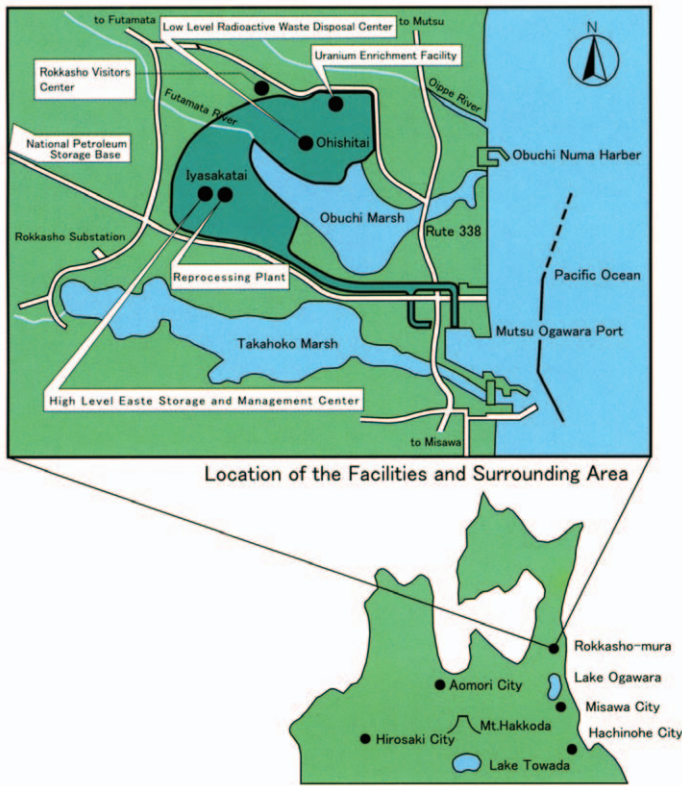 to Futamata
Low Level Radioactive Waste Disposal Center
to Mutsu
Uranium Enrichment Facility
Rokkasho Visitors
Center
Futamata River
Oippe River
N
National Petroleum
Storage Base
Ohishitai
Obuchi Numa Harber
Iyasakatai
Obuchi Marsh
Rute 338
Rokkasho Substation
Reprocessing Plant
Pacific Ocean
Mutsu Ogawara Port
Takahoko Marsh
High Level Easte Storage and Management Center
to Misawa
Location of the Facilities and Surrounding Area
Rokkasho-mura
Lake Ogawara
Aomori City
Misawa City
Mt.Hakkoda
Hachinohe City
Hirosaki City
Lake Towada